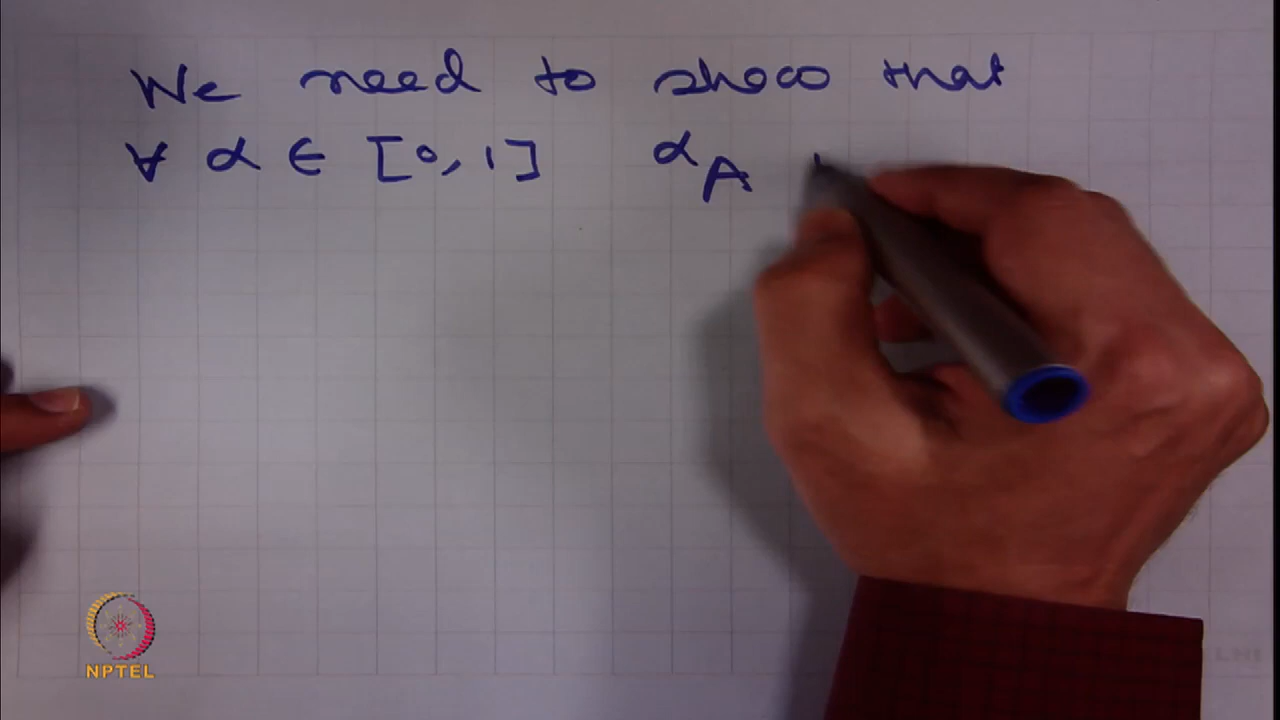 We need to show that
∀ α ∈ [0, 1] αA
NPTEL